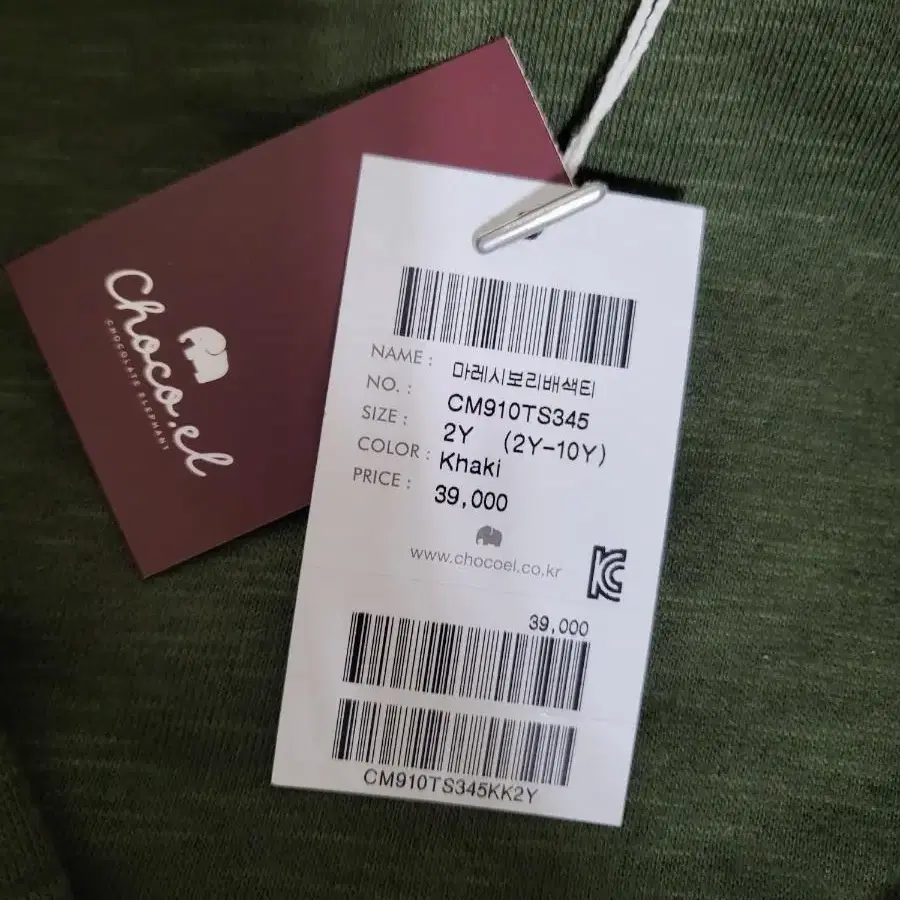 Choco.el
CHOCOLATE ELEPHANT
NAME : 마레시보리배색티
NO. : CM910TS345
SIZE : 2Y (2Y-10Y)
COLOR : Khaki
PRICE : 39,000
www.chocoel.co.kr
KC
39,000
CM910TS345KK2Y